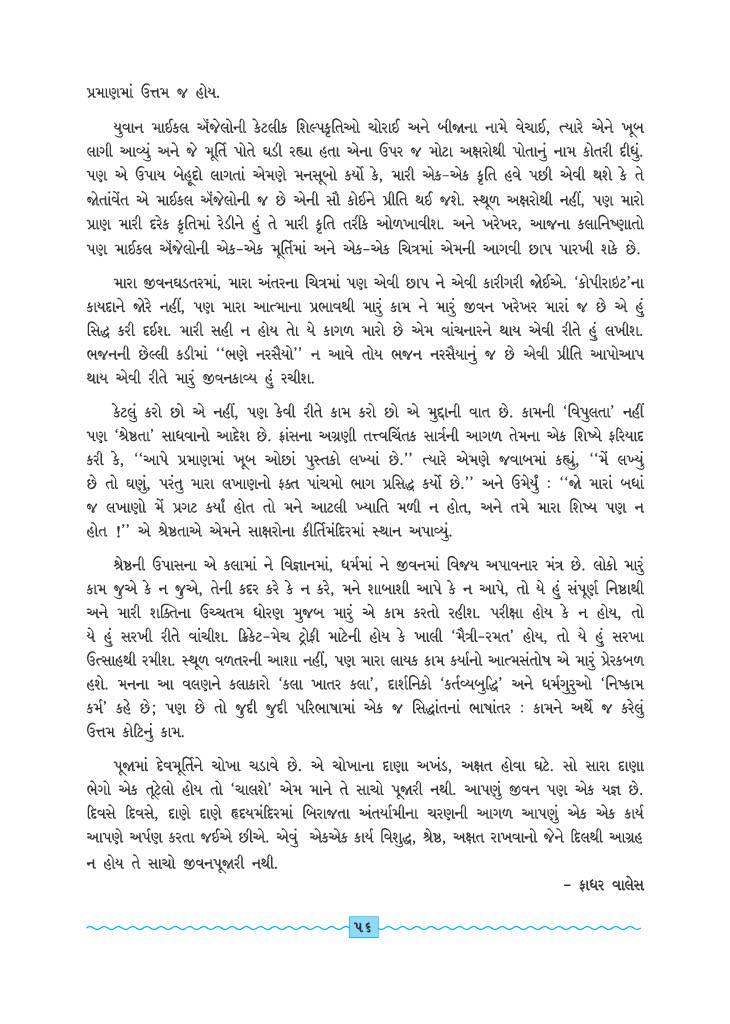 પ્રમાણમાં ઉત્તમ જ હોય.
યુવાન માઈકલ ઍંજેલોની કેટલીક શિલ્પકૃતિઓ ચોરાઈ અને બીજાના નામે વેચાઈ, ત્યારે એને ખૂબ
લાગી આવ્યું અને જે મૂર્તિ પોતે ઘડી રહ્યા હતા એના ઉપર જ મોટા અક્ષરોથી પોતાનું નામ કોતરી દીધું.
પણ એ ઉપાય બેહૂદો લાગતાં એમણે મનસૂબો કર્યો કે, મારી એક-એક કૃતિ હવે પછી એવી થશે કે તે
જોતાંવેંત એ માઈકલ ઍંજેલોની જ છે એની સૌ કોઈને પ્રીતિ થઈ જશે. સ્થૂળ અક્ષરોથી નહીં, પણ મારો
પ્રાણ મારી દરેક કૃતિમાં રેડીને હું તે મારી કૃતિ તરીકે ઓળખાવીશ. અને ખરેખર, આજના કલાનિષ્ણાતો
પણ માઈકલ ઍંજેલોની એક-એક મૂર્તિમાં અને એક-એક ચિત્રમાં એમની આગવી છાપ પારખી શકે છે.
મારા જીવનઘડતરમાં, મારા અંતરના ચિત્રમાં પણ એવી છાપ ને એવી કારીગરી જોઈએ. ‘કોપીરાઇટ’ના
કાયદાને જોરે નહીં, પણ મારા આત્માના પ્રભાવથી મારું કામ ને મારું જીવન ખરેખર મારાં જ છે એ હું
સિદ્ધ કરી દઈશ. મારી સહી ન હોય તો યે કાગળ મારો છે એમ વાંચનારને થાય એવી રીતે હું લખીશ.
ભજનની છેલ્લી કડીમાં ‘‘ભણે નરસૈયો’’ ન આવે તોય ભજન નરસૈયાનું જ છે એવી પ્રીતિ આપોઆપ
થાય એવી રીતે મારું જીવનકાવ્ય હું રચીશ.
કેટલું કરો છો એ નહીં, પણ કેવી રીતે કામ કરો છો એ મુદ્દાની વાત છે. કામની ‘વિપુલતા’ નહીં
પણ ‘શ્રેષ્ઠતા’ સાધવાનો આદેશ છે. ફ્રાંસના અગ્રણી તત્ત્વચિંતક સાર્ત્રની આગળ તેમના એક શિષ્યે ફરિયાદ
કરી કે, ‘‘આપે પ્રમાણમાં ખૂબ ઓછાં પુસ્તકો લખ્યાં છે.’’ ત્યારે એમણે જવાબમાં કહ્યું, ‘‘મેં લખ્યું
છે તો ઘણું, પરંતુ મારા લખાણનો ફક્ત પાંચમો ભાગ પ્રસિદ્ધ કર્યો છે.’’ અને ઉમેર્યું : ‘‘જો મારાં બધાં
જ લખાણો મેં પ્રગટ કર્યાં હોત તો મને આટલી ખ્યાતિ મળી ન હોત, અને તમે મારા શિષ્ય પણ ન
હોત !’’ એ શ્રેષ્ઠતાએ એમને સાક્ષરોના કીર્તિમંદિરમાં સ્થાન અપાવ્યું.
શ્રેષ્ઠની ઉપાસના એ કલામાં ને વિજ્ઞાનમાં, ધર્મમાં ને જીવનમાં વિજય અપાવનાર મંત્ર છે. લોકો મારું
કામ જુએ કે ન જુએ, તેની કદર કરે કે ન કરે, મને શાબાશી આપે કે ન આપે, તો યે હું સંપૂર્ણ નિષ્ઠાથી
અને મારી શક્તિના ઉચ્ચતમ ધોરણ મુજબ મારું એ કામ કરતો રહીશ. પરીક્ષા હોય કે ન હોય, તો
યે હું સરખી રીતે વાંચીશ. ક્રિકેટ-મેચ ટ્રોફી માટેની હોય કે ખાલી ‘મૈત્રી-રમત’ હોય, તો યે હું સરખા
ઉત્સાહથી રમીશ. સ્થૂળ વળતરની આશા નહીં, પણ મારા લાયક કામ કર્યાનો આત્મસંતોષ એ મારું પ્રેરકબળ
હશે. મનના આ વલણને કલાકારો ‘કલા ખાતર કલા’, દાર્શનિકો ‘કર્તવ્યબુદ્ધિ’ અને ધર્મગુરુઓ ‘નિષ્કામ
કર્મ’ કહે છે; પણ છે તો જુદી જુદી પરિભાષામાં એક જ સિદ્ધાંતનાં ભાષાંતર : કામને અર્થે જ કરેલું
ઉત્તમ કોટિનું કામ.
પૂજામાં દેવમૂર્તિને ચોખા ચડાવે છે. એ ચોખાના દાણા અખંડ, અક્ષત હોવા ઘટે. સો સારા દાણા
ભેગો એક તૂટેલો હોય તો ‘ચાલશે’ એમ માને તે સાચો પૂજારી નથી. આપણું જીવન પણ એક યજ્ઞ છે.
દિવસે દિવસે, દાણે દાણે હૃદયમંદિરમાં બિરાજતા અંતર્યામીના ચરણની આગળ આપણું એક એક કાર્ય
આપણે અર્પણ કરતા જઈએ છીએ. એવું એકએક કાર્ય વિશુદ્ધ, શ્રેષ્ઠ, અક્ષત રાખવાનો જેને દિલથી આગ્રહ
ન હોય તે સાચો જીવનપૂજારી નથી.
- ફાધર વાલેસ
૫૬